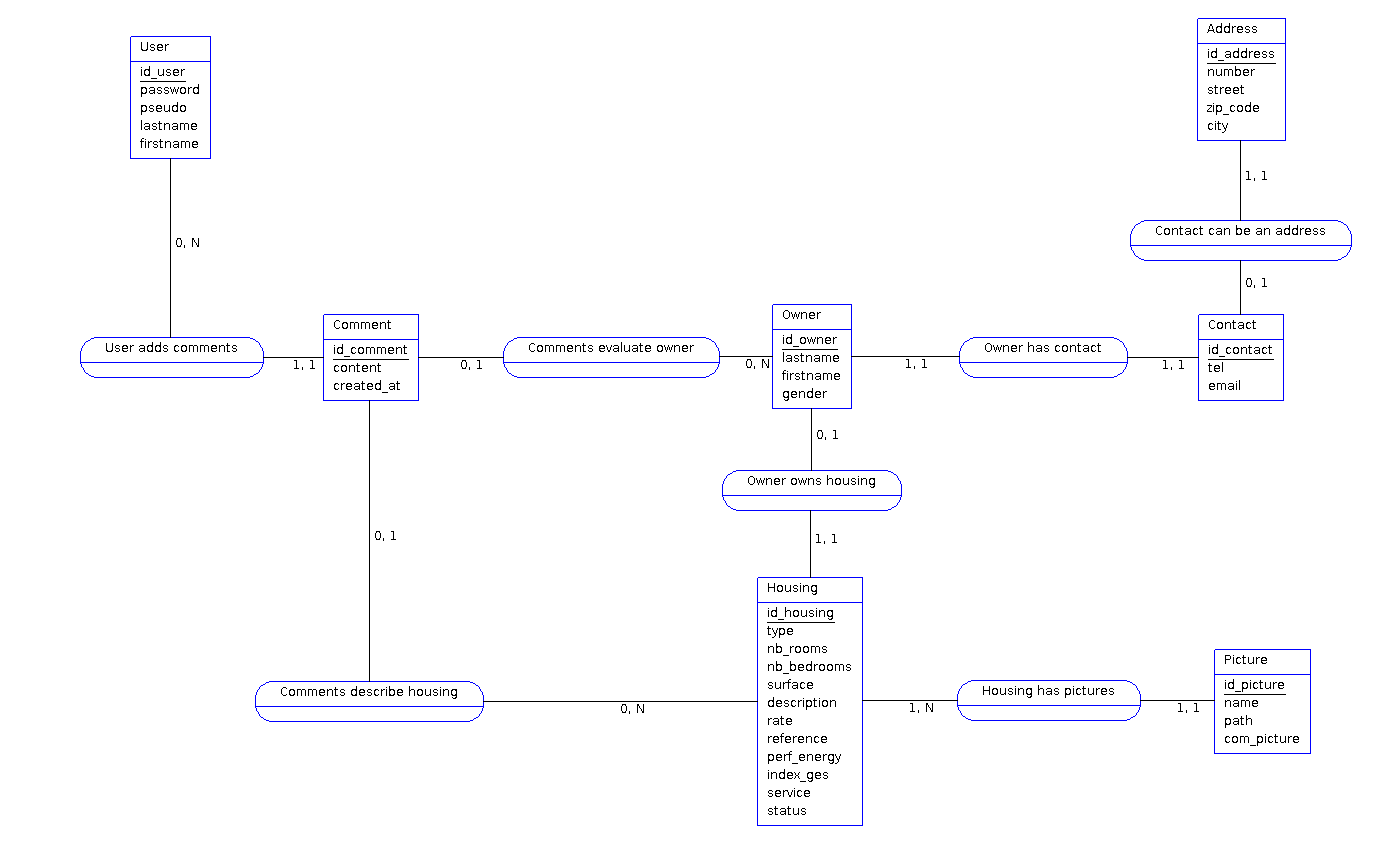 User
id_user
password
pseudo
lastname
firstname
Address
id_address
number
street
zip_code
city
1, 1
Contact can be an address
0, 1
0, N
User adds comments
1, 1
Comment
id_comment
content
created_at
0, 1
Comments evaluate owner
0, N
Owner
id_owner
lastname
firstname
gender
1, 1
Owner has contact
1, 1
Contact
id_contact
tel
email
0, 1
Owner owns housing
1, 1
0, 1
Comments describe housing
0, N
Housing
id_housing
type
nb_rooms
nb_bedrooms
surface
description
rate
reference
perf_energy
index_ges
service
status
1, N
Housing has pictures
1, 1
Picture
id_picture
name
path
com_picture